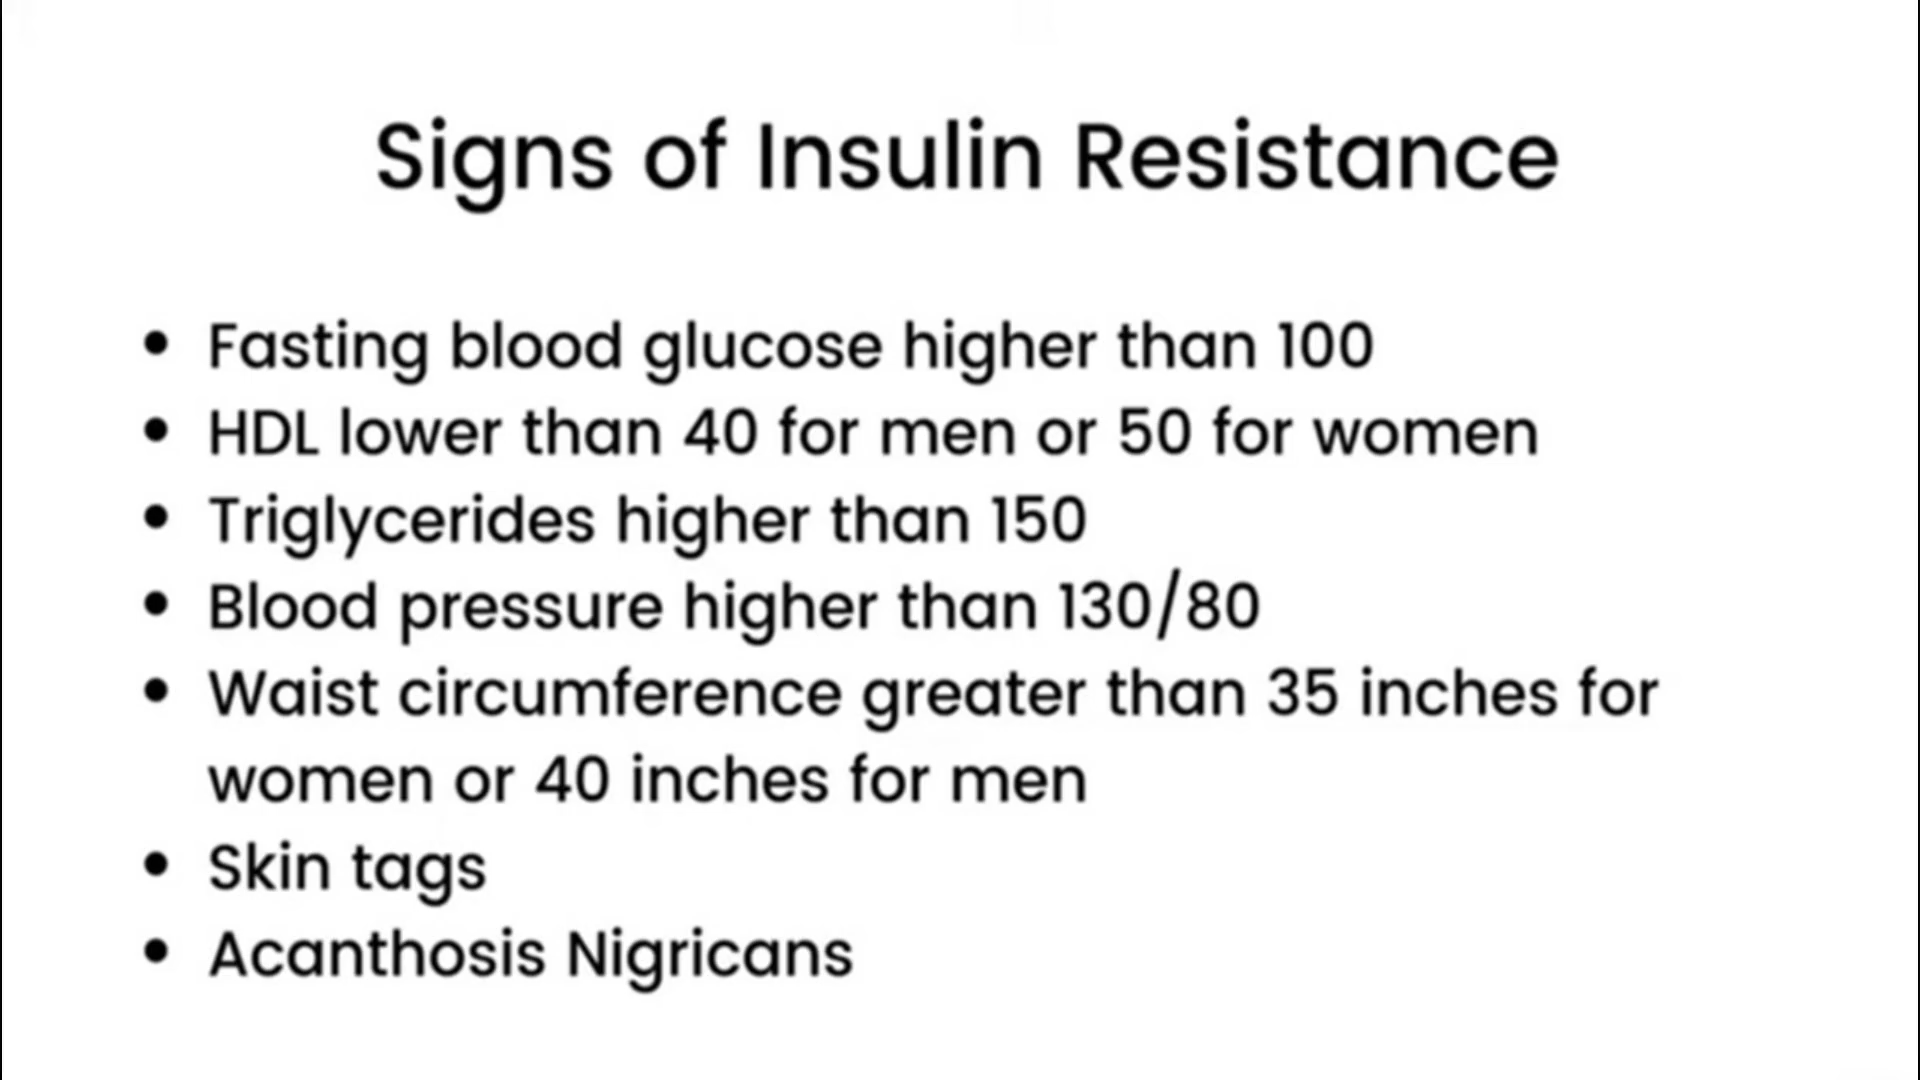 Signs of Insulin Resistance
• Fasting blood glucose higher than 100
• HDL lower than 40 for men or 50 for women
• Triglycerides higher than 150
• Blood pressure higher than 130/80
• Waist circumference greater than 35 inches for
women or 40 inches for men
• Skin tags
• Acanthosis Nigricans